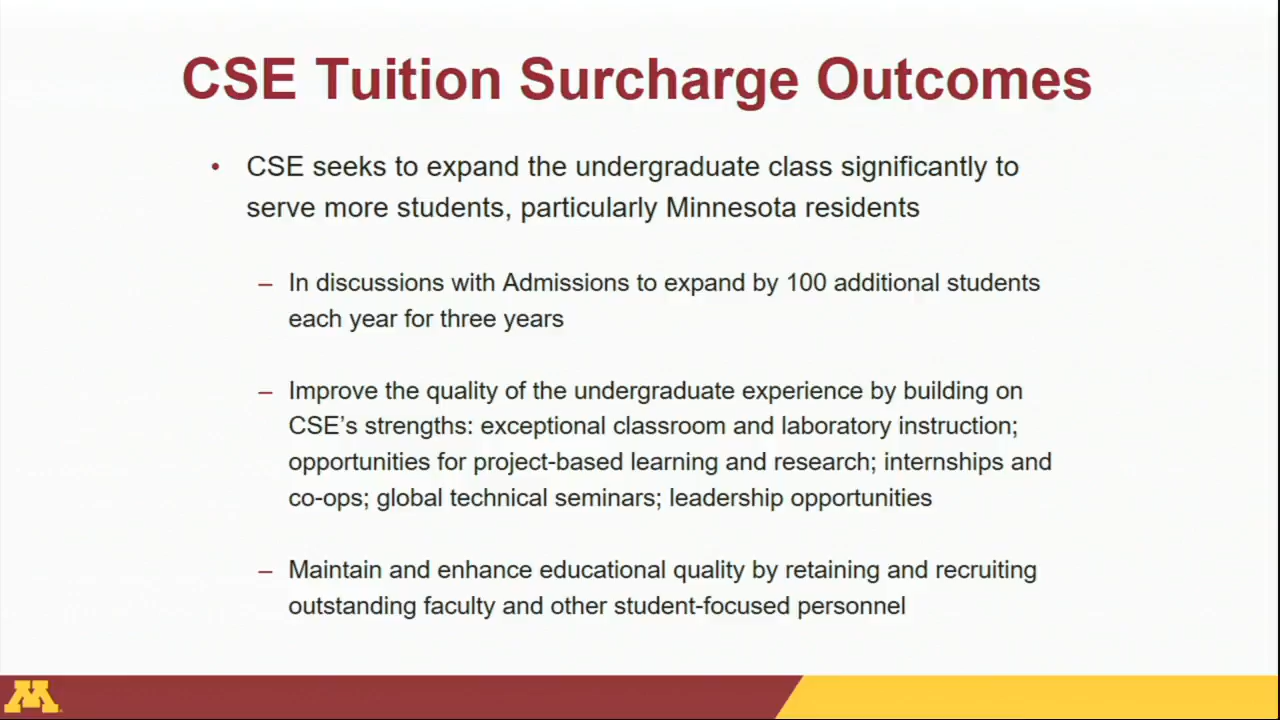 CSE Tuition Surcharge Outcomes
• CSE seeks to expand the undergraduate class significantly to
serve more students, particularly Minnesota residents
– In discussions with Admissions to expand by 100 additional students
each year for three years
– Improve the quality of the undergraduate experience by building on
CSE’s strengths: exceptional classroom and laboratory instruction;
opportunities for project-based learning and research; internships and
co-ops; global technical seminars; leadership opportunities
– Maintain and enhance educational quality by retaining and recruiting
outstanding faculty and other student-focused personnel
M